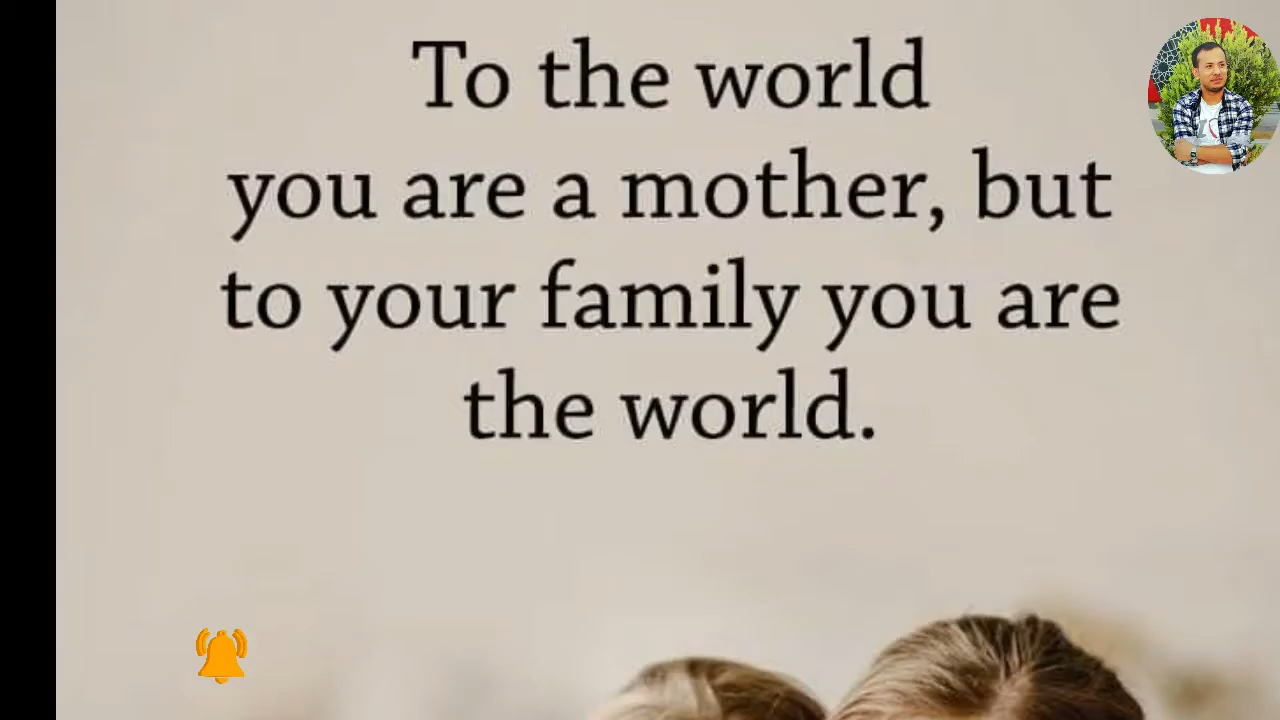 To the world
you are a mother, but
to your family you are
the world.